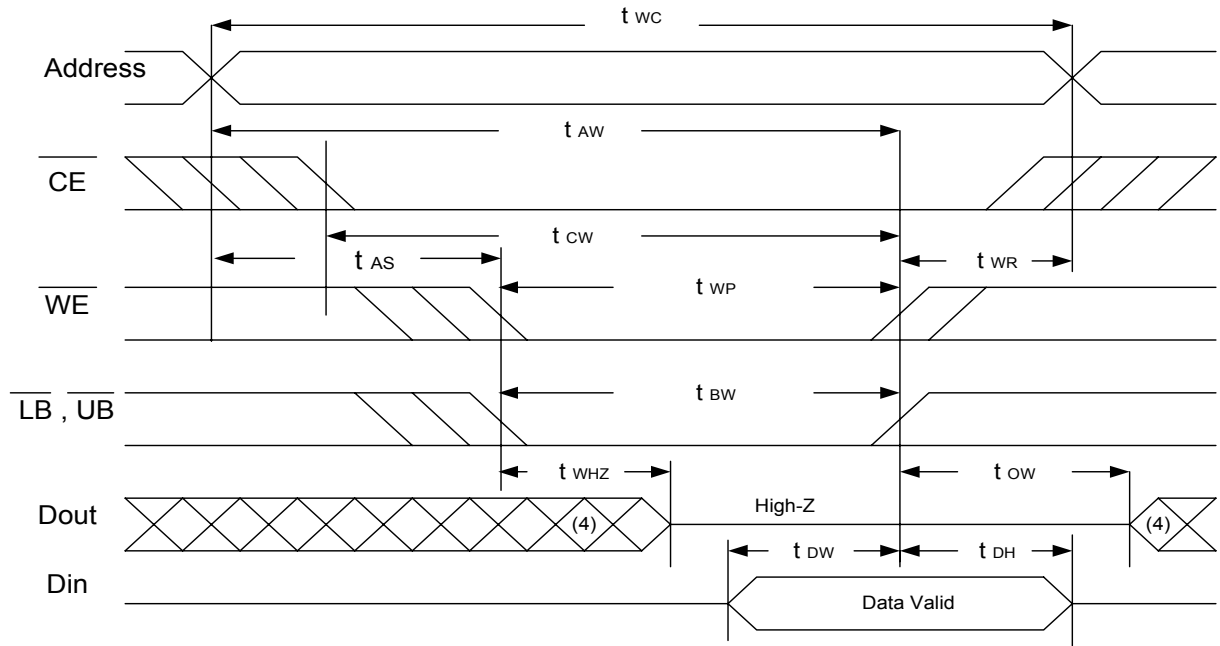 t WC
Address
t AW
CE
t CW
t AS
t WR
WE
t WP
LB , UB
t BW
t WHZ
t OW
Dout
(4)
High-Z
(4)
t DW
t DH
Din
Data Valid